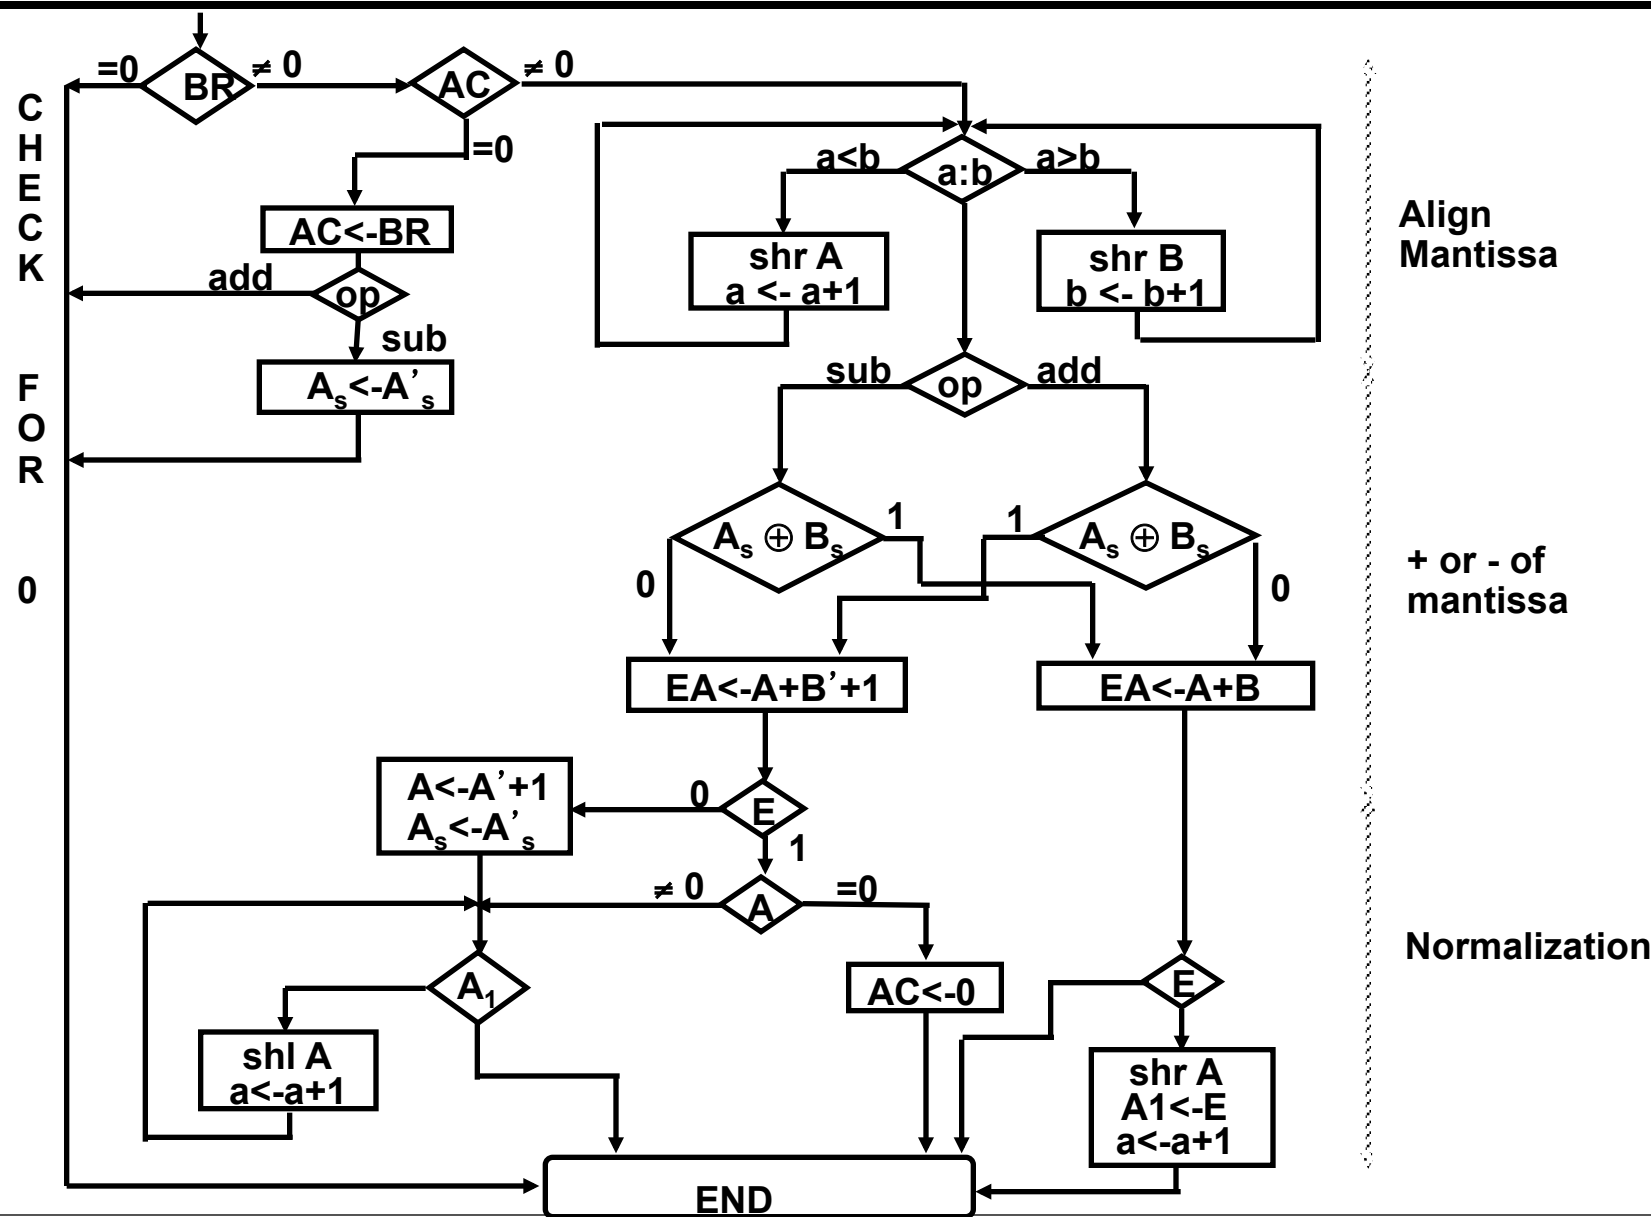 CHECK
FOR
0
=0
BR
≠ 0
AC
≠ 0
=0
AC<-BR
add
op
sub
As<-A’s
a<b
a:b
a>b
shr A
a <- a+1
shr B
b <- b+1
Align
Mantissa
sub
op
add
As ⊕ Bs
1
0
1
As ⊕ Bs
0
+ or - of
mantissa
EA<-A+B’+1
EA<-A+B
A<-A’+1
As<-A’s
0
E
1
≠ 0
A
=0
A1
AC<-0
E
Normalization
shl A
a<-a+1
shr A
A1<-E
a<-a+1
END